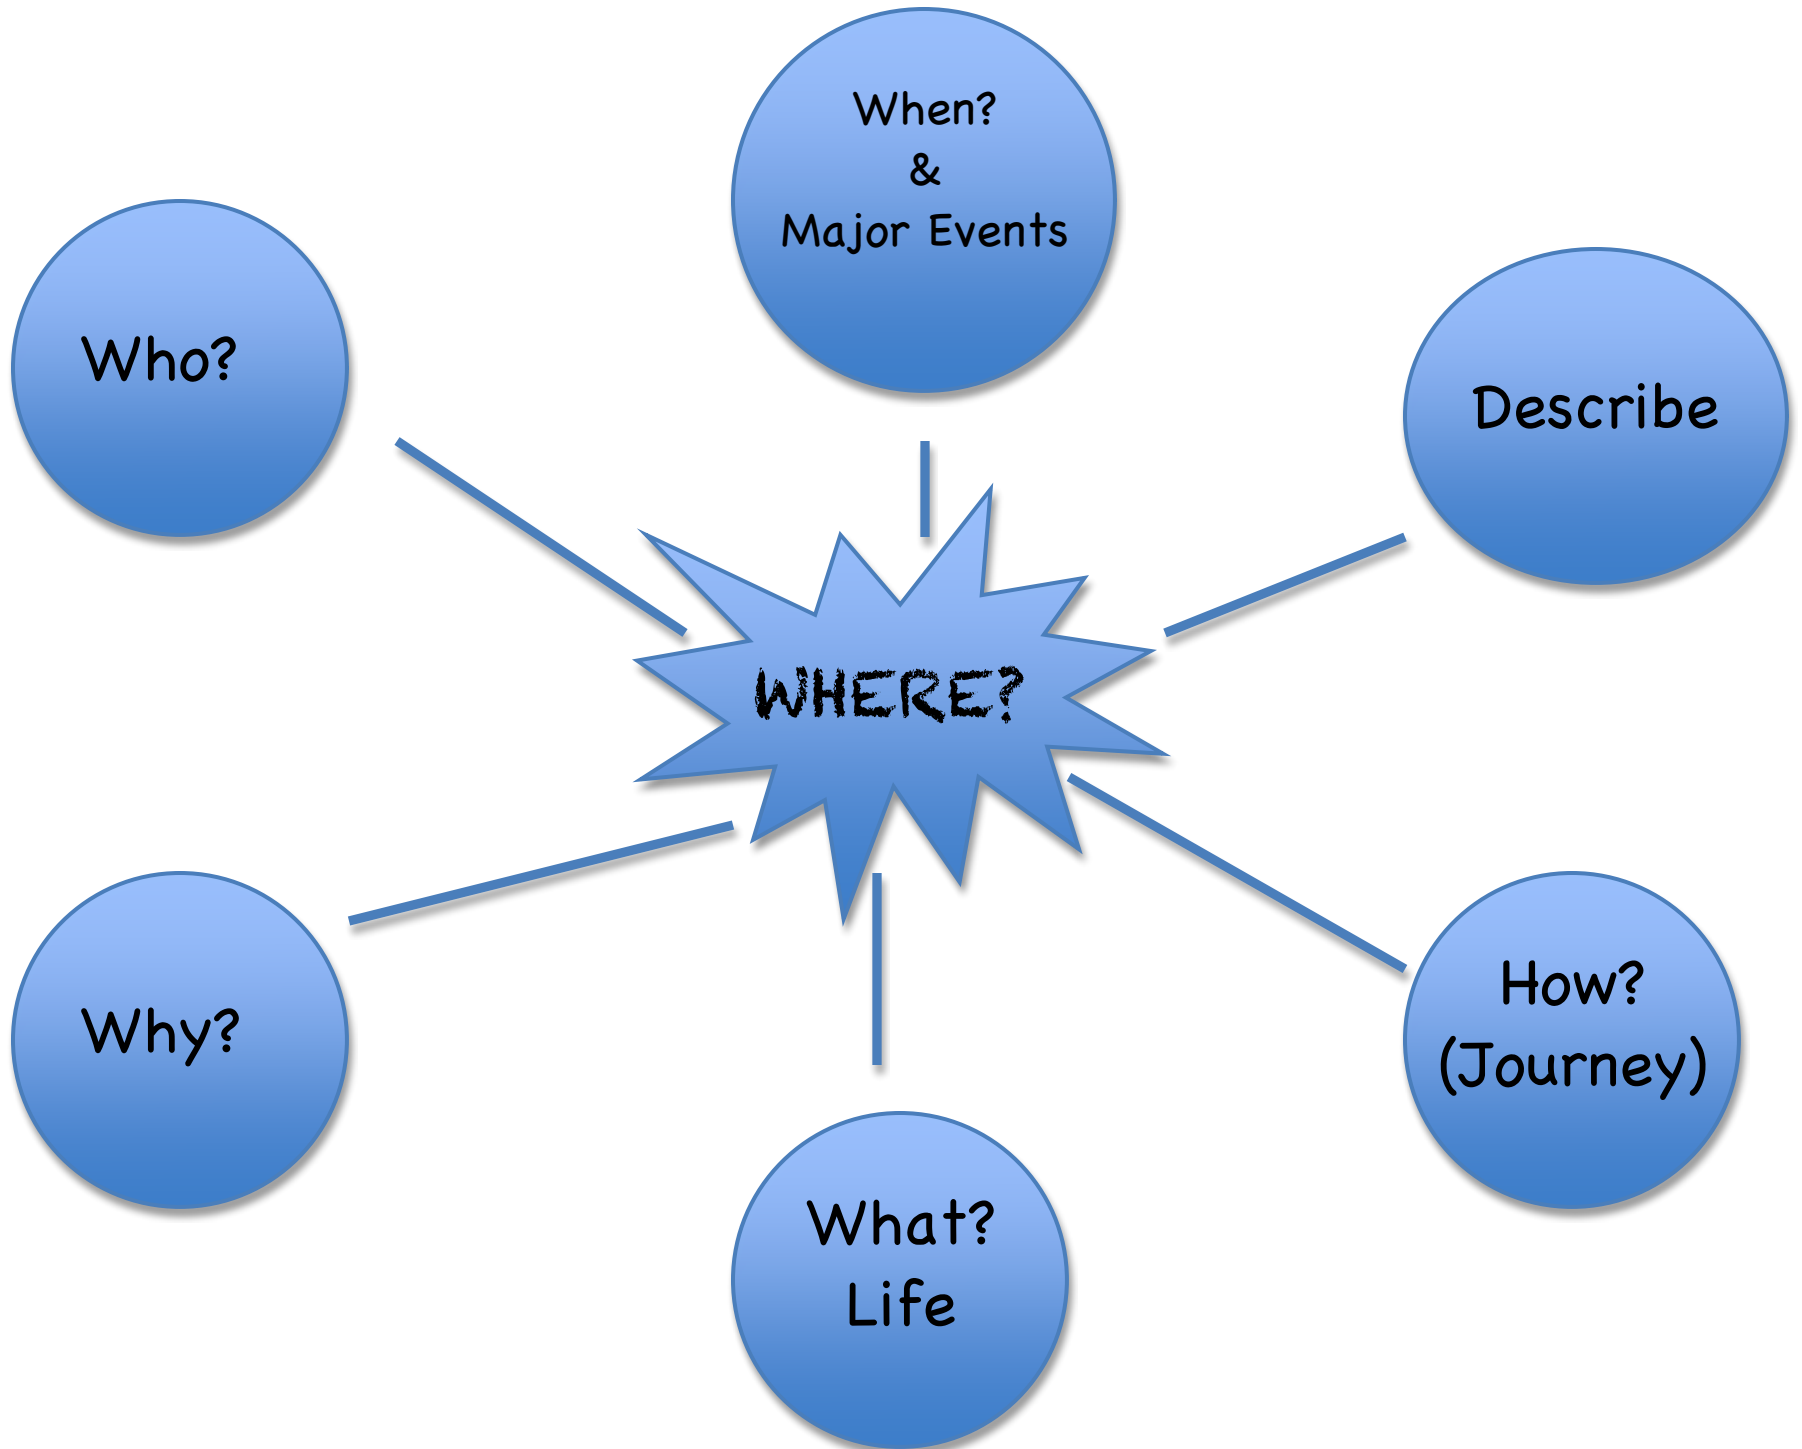 When?
&
Major Events
Who?
Describe
WHERE?
Why?
How?
(Journey)
What?
Life